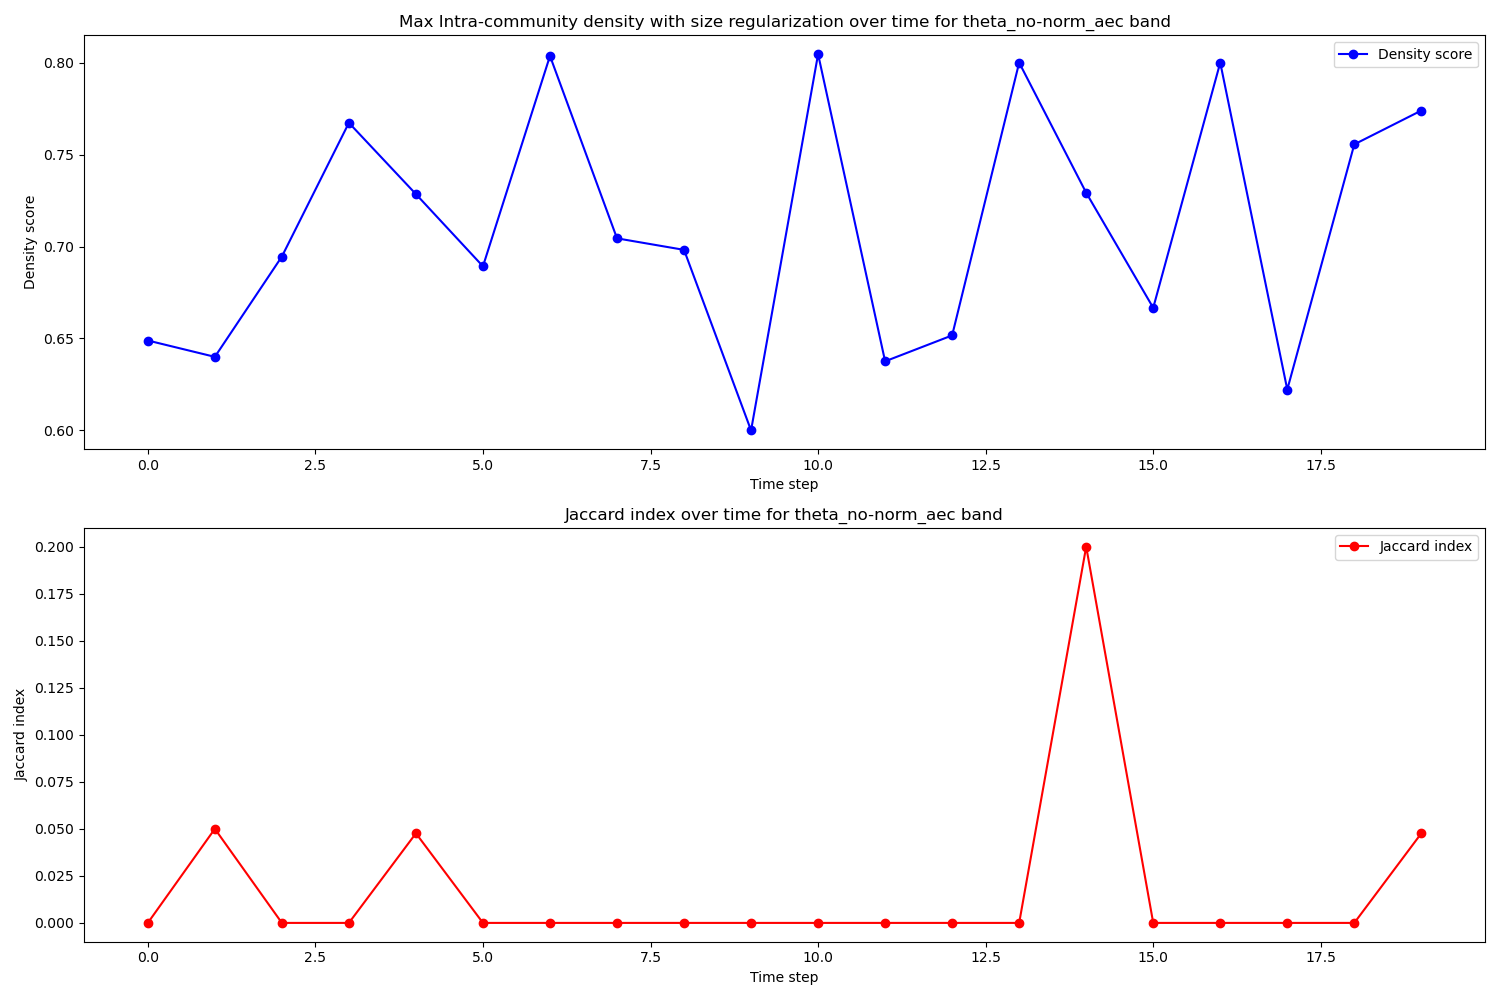 Max Intra-community density with size regularization over time for theta_no-norm_aec band
Density score
0.80
0.75
0.70
0.65
0.60
Density score
0.0 2.5 5.0 7.5 10.0 12.5 15.0 17.5
Time step
Jaccard index over time for theta_no-norm_aec band
Jaccard index
0.200
0.175
0.150
0.125
0.100
0.075
0.050
0.025
0.000
Jaccard index
0.0 2.5 5.0 7.5 10.0 12.5 15.0 17.5
Time step